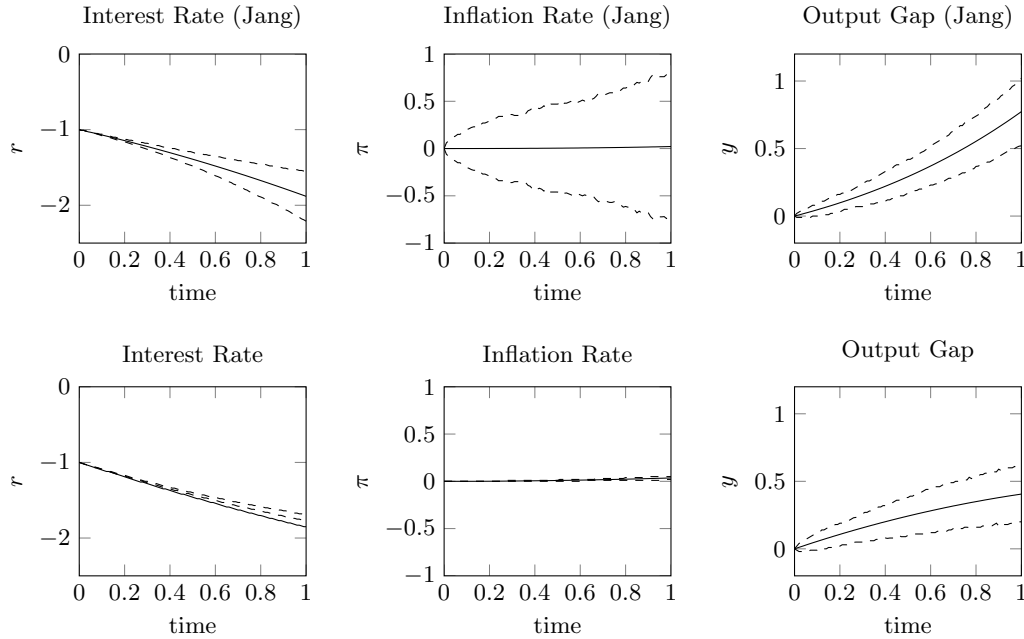 Interest Rate (Jang)
Inflation Rate (Jang)
Output Gap (Jang)
0
−1
−2
r
0 0.2 0.4 0.6 0.8 1
time
1
0.5
0
−0.5
−1
π
0 0.2 0.4 0.6 0.8 1
time
1
0.5
0
y
0 0.2 0.4 0.6 0.8 1
time
Interest Rate
Inflation Rate
Output Gap
0
−1
−2
r
0 0.2 0.4 0.6 0.8 1
time
1
0.5
0
−0.5
−1
π
0 0.2 0.4 0.6 0.8 1
time
1
0.5
0
y
0 0.2 0.4 0.6 0.8 1
time